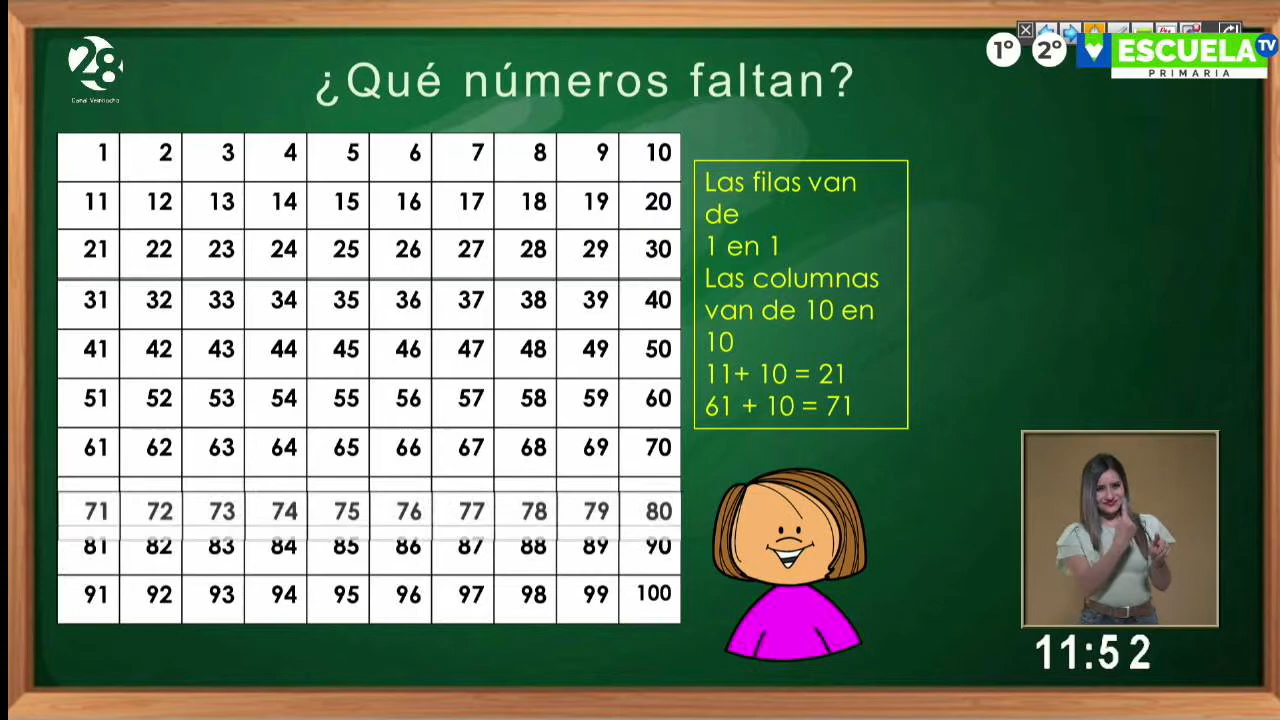 28
Canal Veintiocho
¿Qué números faltan?
1° 2° ESCUELA TV
PRIMARIA
1 2 3 4 5 6 7 8 9 10
11 12 13 14 15 16 17 18 19 20
21 22 23 24 25 26 27 28 29 30
31 32 33 34 35 36 37 38 39 40
41 42 43 44 45 46 47 48 49 50
51 52 53 54 55 56 57 58 59 60
61 62 63 64 65 66 67 68 69 70
71 72 73 74 75 76 77 78 79 80
81 82 83 84 85 86 87 88 89 90
91 92 93 94 95 96 97 98 99 100
Las filas van
de
1 en 1
Las columnas
van de 10 en
10
11+ 10 = 21
61 + 10 = 71
11:52